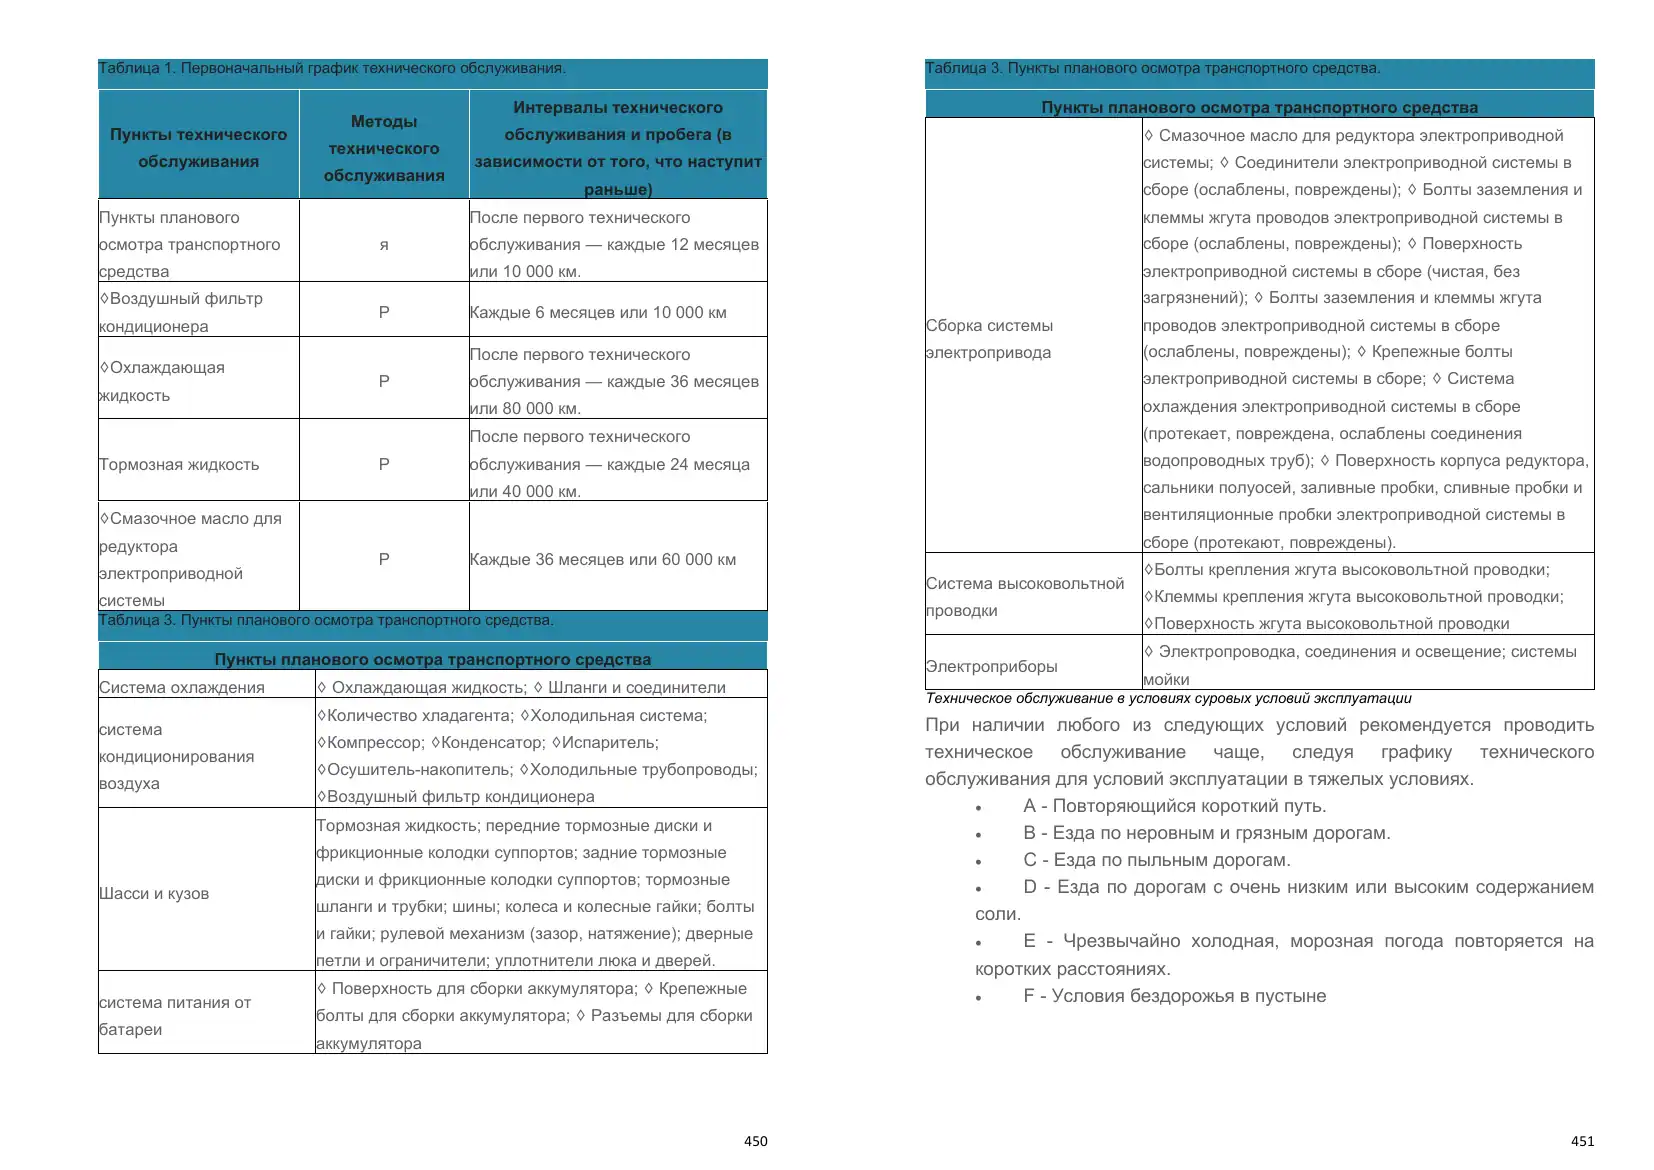 Таблица 1. Первоначальный график технического обслуживания.
Пункты технического
обслуживания
Методы
технического
обслуживания
Интервалы технического
обслуживания и пробега (в
зависимости от того, что наступит
раньше)
Пункты планового
осмотра транспортного
средства
я
После первого технического
обслуживания — каждые 12 месяцев
или 10 000 км.
◊Воздушный фильтр
кондиционера
Р
Каждые 6 месяцев или 10 000 км
◊Охлаждающая
жидкость
Р
После первого технического
обслуживания — каждые 36 месяцев
или 80 000 км.
Тормозная жидкость
Р
После первого технического
обслуживания — каждые 24 месяца
или 40 000 км.
◊Смазочное масло для
редуктора
электроприводной
системы
Р
Каждые 36 месяцев или 60 000 км
Таблица 3. Пункты планового осмотра транспортного средства.
Пункты планового осмотра транспортного средства
Система охлаждения
◊ Охлаждающая жидкость; ◊ Шланги и соединители
система
кондиционирования
воздуха
◊Количество хладагента; ◊Холодильная система;
◊Компрессор; ◊Конденсатор; ◊Испаритель;
◊Осушитель-накопитель; ◊Холодильные трубопроводы;
◊Воздушный фильтр кондиционера
Шасси и кузов
Тормозная жидкость; передние тормозные диски и
фрикционные колодки суппортов; задние тормозные
диски и фрикционные колодки суппортов; тормозные
шланги и трубки; шины; колеса и колесные гайки; болты
и гайки; рулевой механизм (зазор, натяжение); дверные
петли и ограничители; уплотнители люка и дверей.
система питания от
батареи
◊ Поверхность для сборки аккумулятора; ◊ Крепежные
болты для сборки аккумулятора; ◊ Разъемы для сборки
аккумулятора
450
Таблица 3. Пункты планового осмотра транспортного средства.
Пункты планового осмотра транспортного средства
Сборка системы
электропривода
◊ Смазочное масло для редуктора электроприводной
системы; ◊ Соединители электроприводной системы в
сборе (ослаблены, повреждены); ◊ Болты заземления и
клеммы жгута проводов электроприводной системы в
сборе (ослаблены, повреждены); ◊ Поверхность
электроприводной системы в сборе (чистая, без
загрязнений); ◊ Болты заземления и клеммы жгута
проводов электроприводной системы в сборе
(ослаблены, повреждены); ◊ Крепежные болты
электроприводной системы в сборе; ◊ Система
охлаждения электроприводной системы в сборе
(протекает, повреждена, ослаблены соединения
водопроводных труб); ◊ Поверхность корпуса редуктора,
сальники полуосей, заливные пробки, сливные пробки и
вентиляционные пробки электроприводной системы в
сборе (протекают, повреждены).
Система высоковольтной
проводки
◊Болты крепления жгута высоковольтной проводки;
◊Клеммы крепления жгута высоковольтной проводки;
◊Поверхность жгута высоковольтной проводки
Электроприборы
◊ Электропроводка, соединения и освещение; системы
мойки
Техническое обслуживание в условиях суровых условий эксплуатации
При наличии любого из следующих условий рекомендуется проводить
техническое обслуживание чаще, следуя графику технического
обслуживания для условий эксплуатации в тяжелых условиях.
• A - Повторяющийся короткий путь.
• B - Езда по неровным и грязным дорогам.
• C - Езда по пыльным дорогам.
• D - Езда по дорогам с очень низким или высоким содержанием
соли.
• E - Чрезвычайно холодная, морозная погода повторяется на
коротких расстояниях.
• F - Условия бездорожья в пустыне
451